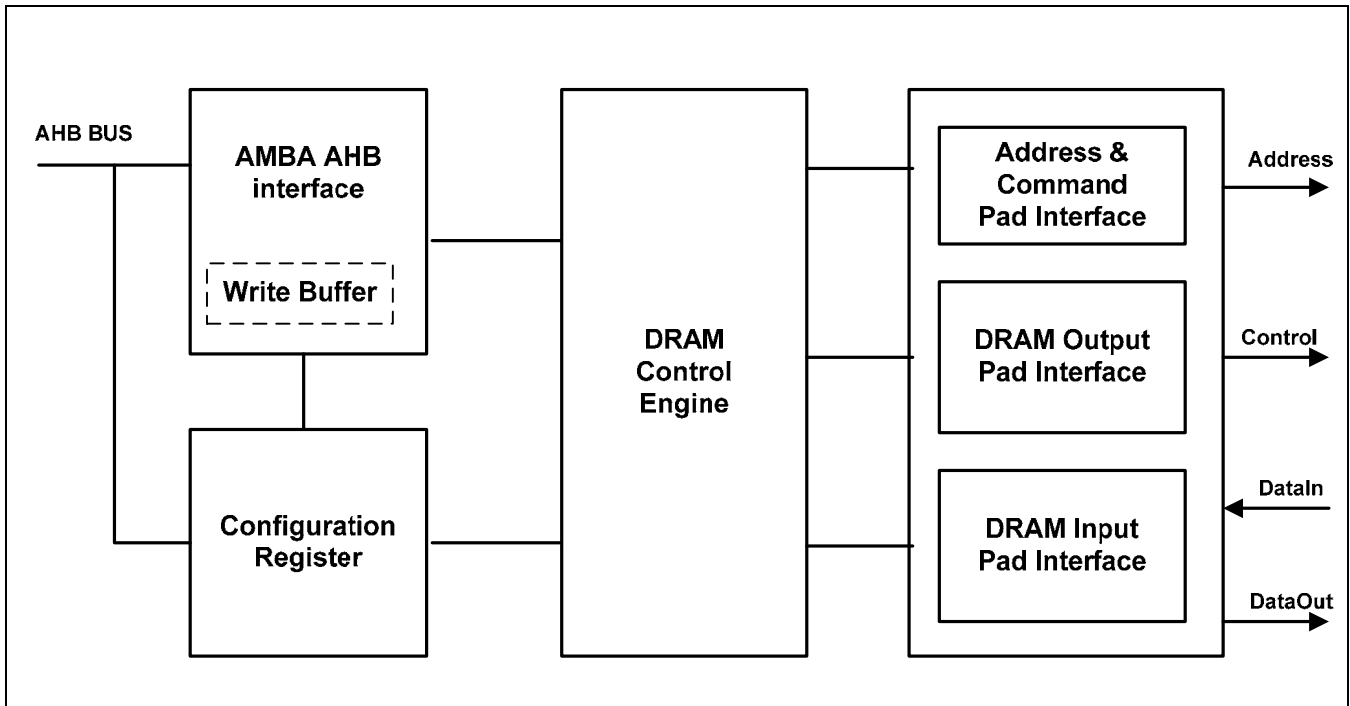 AHB BUS
AMBA AHB
interface
Write Buffer
Configuration
Register
DRAM
Control
Engine
Address &
Command
Pad Interface
DRAM Output
Pad Interface
DRAM Input
Pad Interface
Address
Control
DataIn
DataOut